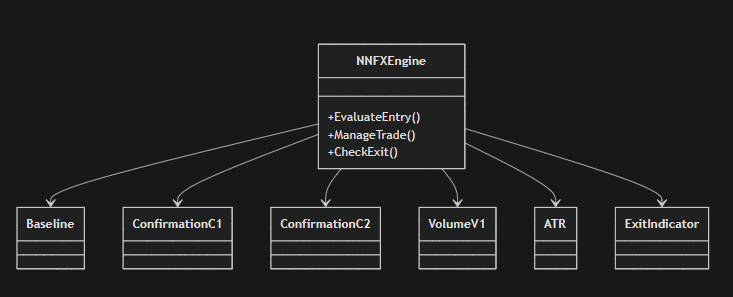 NNFXEngine
+EvaluateEntry()
+ManageTrade()
+CheckExit()
Baseline
ConfirmationC1
ConfirmationC2
VolumeV1
ATR
ExitIndicator